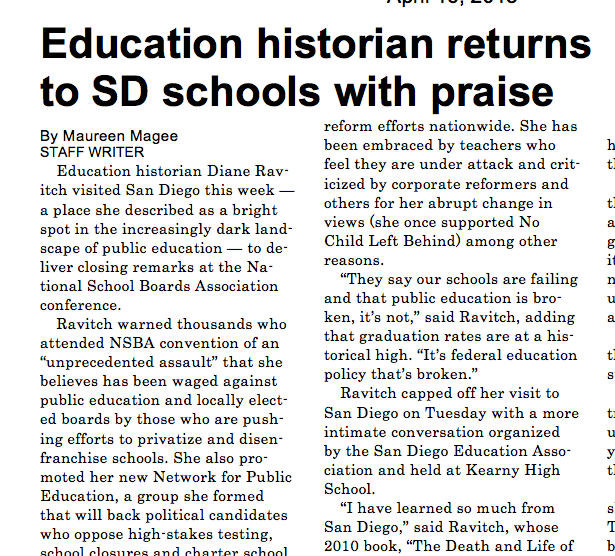 Education historian returns
to SD schools with praise
By Maureen Magee
STAFF WRITER
Education historian Diane Rav-
itch visited San Diego this week —
a place she described as a bright
spot in the increasingly dark land-
scape of public education — to de-
liver closing remarks at the Na-
tional School Boards Association
conference.
Ravitch warned thousands who
attended NSBA convention of an
“unprecedented assault” that she
believes has been waged against
public education and locally elect-
ed boards by those who are push-
ing efforts to privatize and disen-
franchise schools. She also pro-
moted her new Network for Public
Education, a group she formed
that will back political candidates
who oppose high-stakes testing,
school closures and charter school
reform efforts nationwide. She has
been embraced by teachers who
feel they are under attack and crit-
icized by corporate reformers and
others for her abrupt change in
views (she once supported No
Child Left Behind) among other
reasons.
“They say our schools are failing
and that public education is bro-
ken, it’s not,” said Ravitch, adding
that graduation rates are at a his-
torical high. “It’s federal education
policy that’s broken.”
Ravitch capped off her visit to
San Diego on Tuesday with a more
intimate conversation organized
by the San Diego Education Asso-
ciation and held at Kearny High
School.
“I have learned so much from
San Diego,” said Ravitch, whose
2010 book, “The Death and Life of